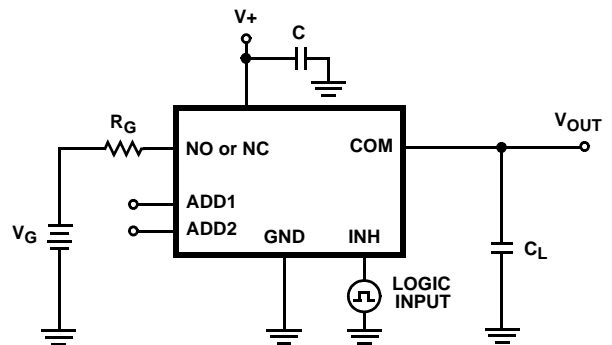 V+
C
RG
NO or NC
COM
VOUT
ADD1
ADD2
VG
GND
INH
CL
LOGIC
INPUT